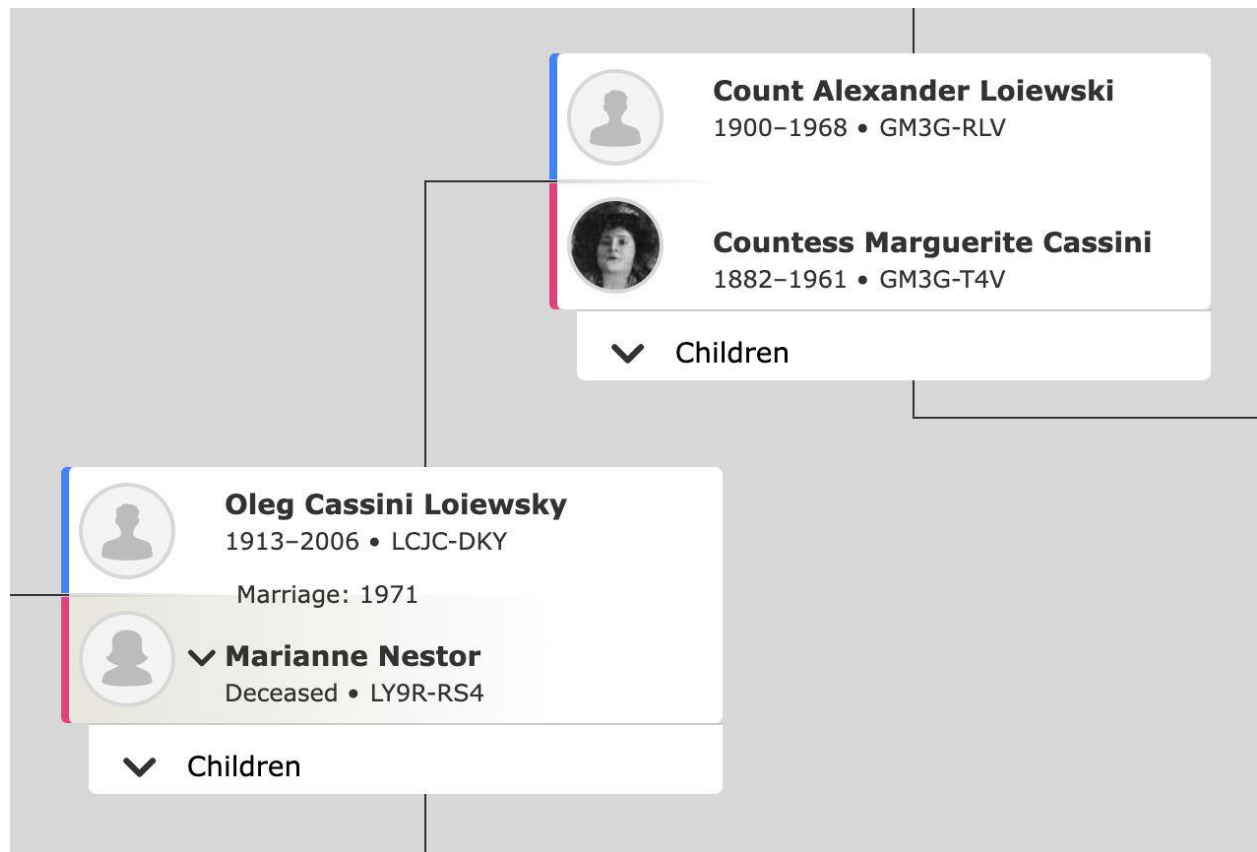 Count Alexander Loiewski
1900–1968 • GM3G-RLV
Countess Marguerite Cassini
1882–1961 • GM3G-T4V
Children
Oleg Cassini Loiewsky
1913–2006 • LCJC-DKY
Marriage: 1971
Marianne Nestor
Deceased • LY9R-RS4
Children